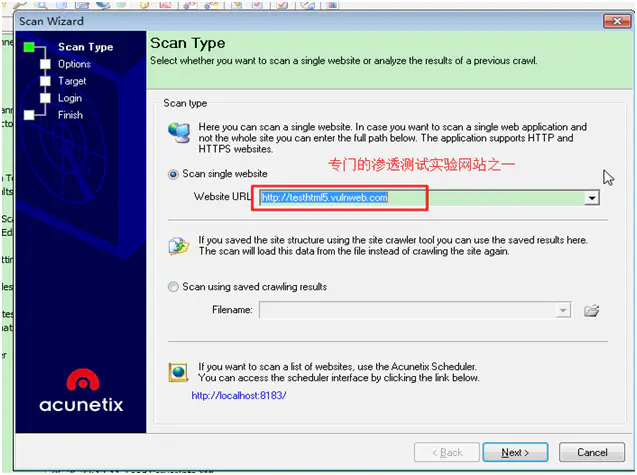 Scan Wizard
Scan Type
Options
Target
Login
Finish
Scan Type
Select whether you want to scan a single website or analyze the results of a previous crawl.
Scan type
Here you can scan a single website. In case you want to scan a single web application and
not the whole site you can enter the full path below. The application supports HTTP and
HTTPS websites.
专门的渗透测试实验网站之一
Scan single website
Website URL:
http://testhtml5.vulnweb.com
If you saved the site structure using the site crawler tool you can use the saved results here.
The scan will load this data from the file instead of crawling the site again.
Scan using saved crawling results
Filename:
If you want to scan a list of websites, use the Acunetix Scheduler.
You can access the scheduler interface by clicking the link below.
http://localhost:8183/
acunetix
< Back
Next >
Cancel